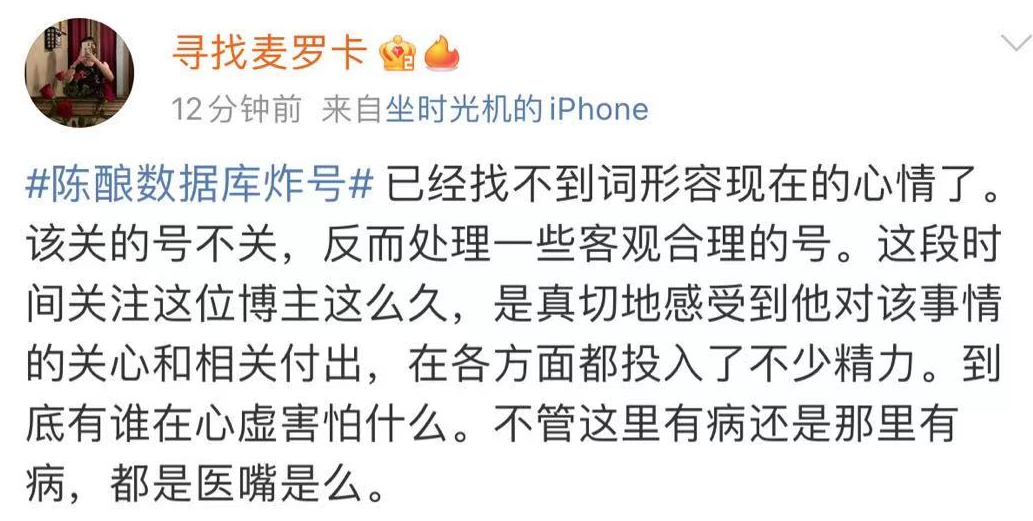 寻找麦罗卡
12分钟前 来自坐时光机的iPhone
#陈酿数据库炸号# 已经找不到词形容现在的心情了。
该关的号不关，反而处理一些客观合理的号。这段时
间关注这位博主这么久，是真切地感受到他对该事情
的关心和相关付出，在各方面都投入了不少精力。到
底有谁在心虚害怕什么。不管这里有病还是那里有
病，都是医嘴是么。